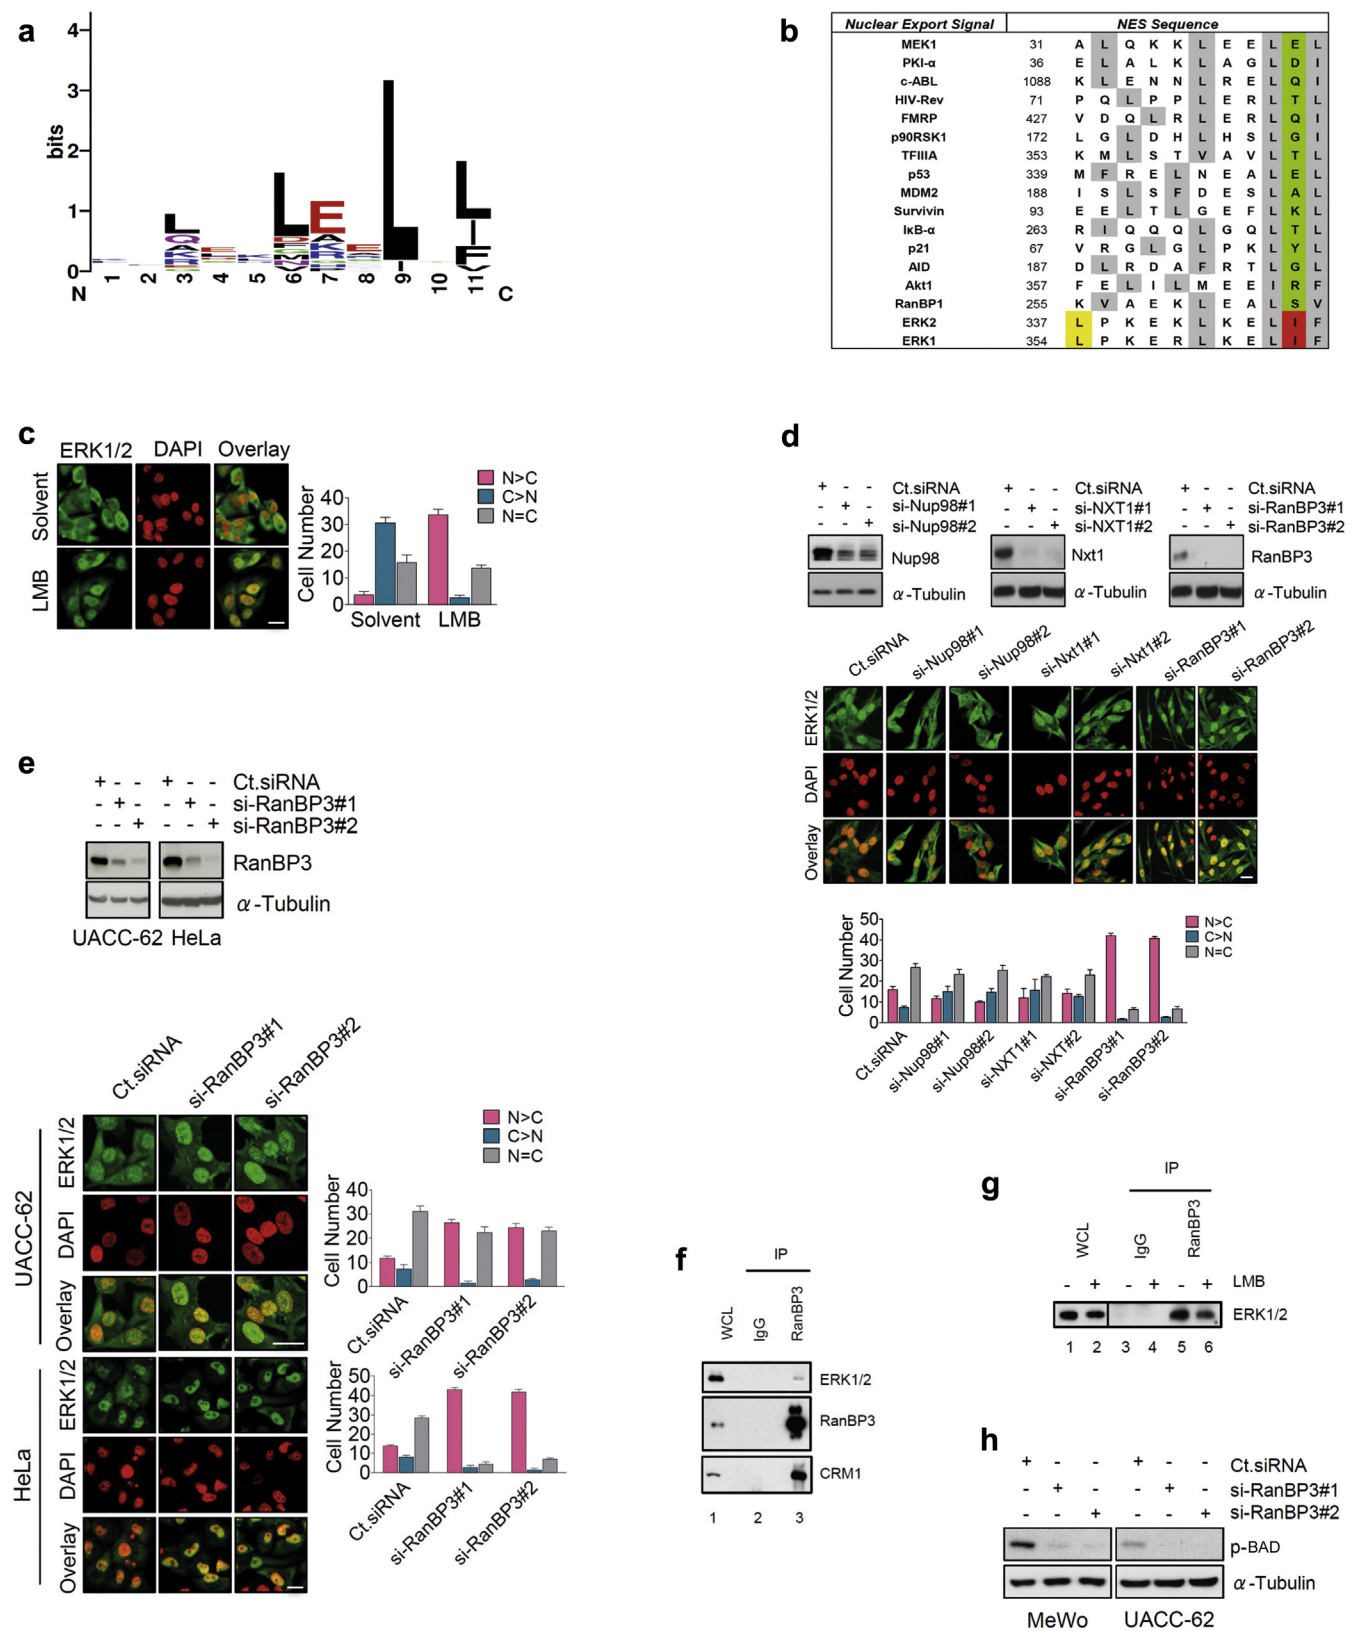 a
bits
4
3
2
1
0
N
1 2 3 4 5 6 7 8 9 10 11
C
b
Nuclear Export Signal NES Sequence
MEK1 31 A L Q K K L E E L E L
PKI-α 36 E L A L K L A G L D I
c-ABL 1088 K L E N N L R E L Q I
HIV-Rev 71 P Q L P P L E R L T L
FMRP 427 V D Q L R L E R L Q I
p90RSK1 172 L G L D H L H S L G I
TFIIIA 353 K M L S T V A V L T L
p53 339 M F R E L N E A L E L
MDM2 188 I S L S F D E S L A L
Survivin 93 E E L T L G E F L K L
IκB-α 263 R I Q Q Q L G Q L T L
p21 67 V R G L G L P K L Y L
AID 187 D L R D A F R T L G L
Akt1 357 F E L I L M E E I R F
RanBP1 255 K V A E K L E A L S V
ERK2 337 L P K E K L K E L I F
ERK1 354 L P K E R L K E L I F
c
ERK1/2 DAPI Overlay
Solvent
LMB
Cell Number
40
30
20
10
0
Solvent LMB
N>C
C>N
N=C
d
+ - - Ct.siRNA
- + - si-Nup98#1
- - + si-Nup98#2
Nup98
α-Tubulin
+ - - Ct.siRNA
- + - si-NXT1#1
- - + si-NXT1#2
Nxt1
α-Tubulin
+ - - Ct.siRNA
- + - si-RanBP3#1
- - + si-RanBP3#2
RanBP3
α-Tubulin
Ct.siRNA si-Nup98#1 si-Nup98#2 si-Nxt1#1 si-Nxt1#2 si-RanBP3#1 si-RanBP3#2
ERK1/2
DAPI
Overlay
Cell Number
50
40
30
20
10
0
N>C
C>N
N=C
Ct.siRNA si-Nup98#1 si-Nup98#2 si-NXT1#1 si-NXT#2 si-RanBP3#1 si-RanBP3#2
e
+ - - + - - Ct.siRNA
- + - - + - si-RanBP3#1
- - + - - + si-RanBP3#2
RanBP3
α-Tubulin
UACC-62 HeLa
Ct.siRNA si-RanBP3#1 si-RanBP3#2
UACC-62
ERK1/2
DAPI
Overlay
HeLa
ERK1/2
DAPI
Overlay
N>C
C>N
N=C
Cell Number
40
30
20
10
0
Ct.siRNA si-RanBP3#1 si-RanBP3#2
Cell Number
50
40
30
20
10
0
Ct.siRNA si-RanBP3#1 si-RanBP3#2
f
IP
WCL IgG RanBP3
ERK1/2
RanBP3
CRM1
1 2 3
g
IP
WCL IgG RanBP3
- + - + - + LMB
ERK1/2
1 2 3 4 5 6
h
+ - - + - - Ct.siRNA
- + - - + - si-RanBP3#1
- - + - - + si-RanBP3#2
p-BAD
α-Tubulin
MeWo UACC-62